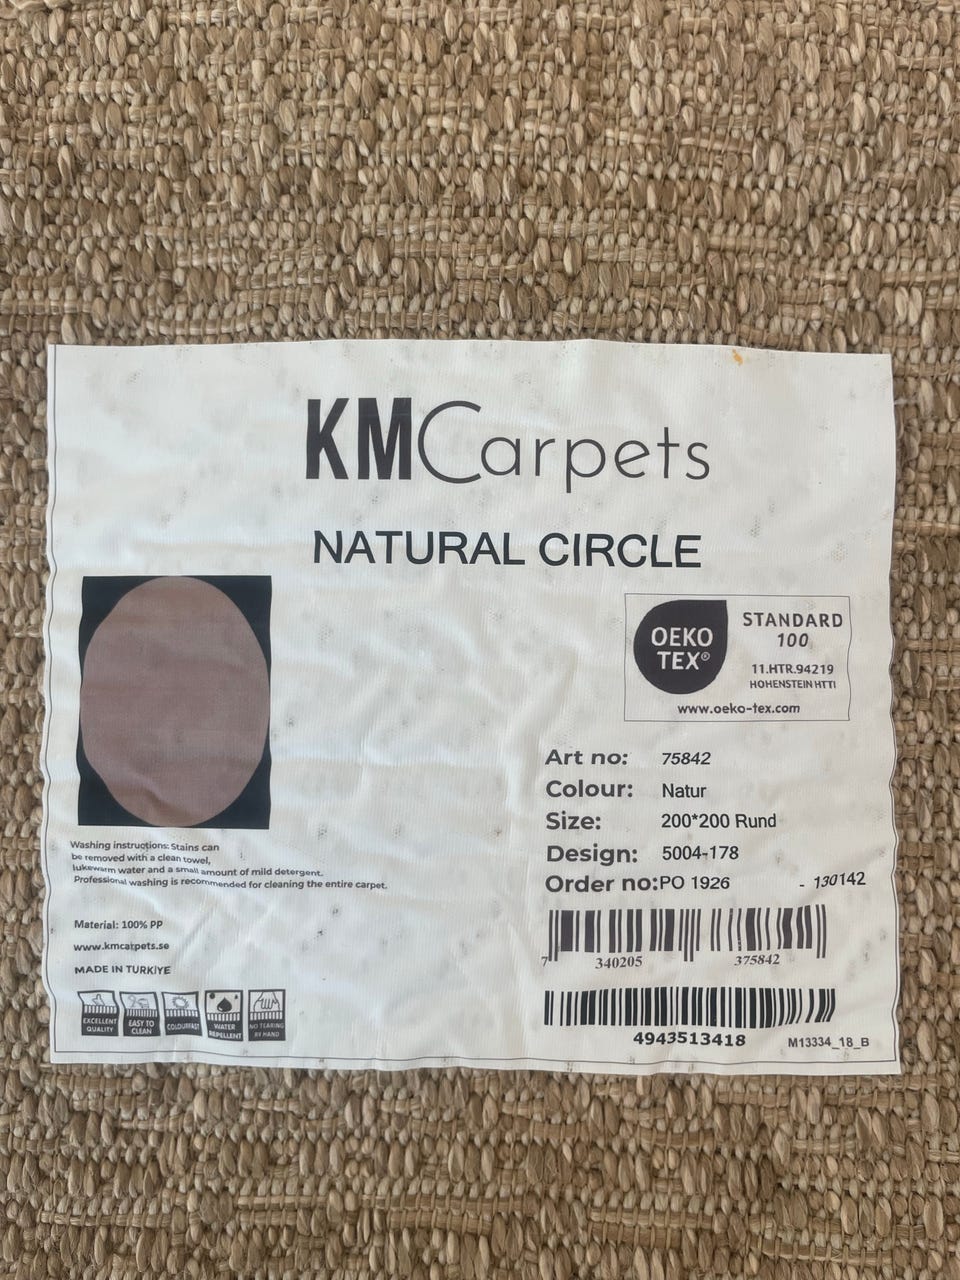 KMCarpets
NATURAL CIRCLE
OEKO
TEX®
STANDARD
100
11.HTR.94219
HOHENSTEIN HTTI
www.oeko-tex.com
Art no: 75842
Colour: Natur
Size: 200*200 Rund
Design: 5004-178
Order no:PO 1926 - 130142
7 340205 375842
4943513418
M13334_18_B
Washing instructions: Stains can
be removed with a clean towel,
lukewarm water and a small amount of mild detergent.
Professional washing is recommended for cleaning the entire carpet.
Material: 100% PP
www.kmcarpets.se
MADE IN TURKİYE
EXCELLENT
QUALITY
EASY TO
CLEAN
COLOURFAST
WATER
REPELLENT
NO TEARING
BY HAND